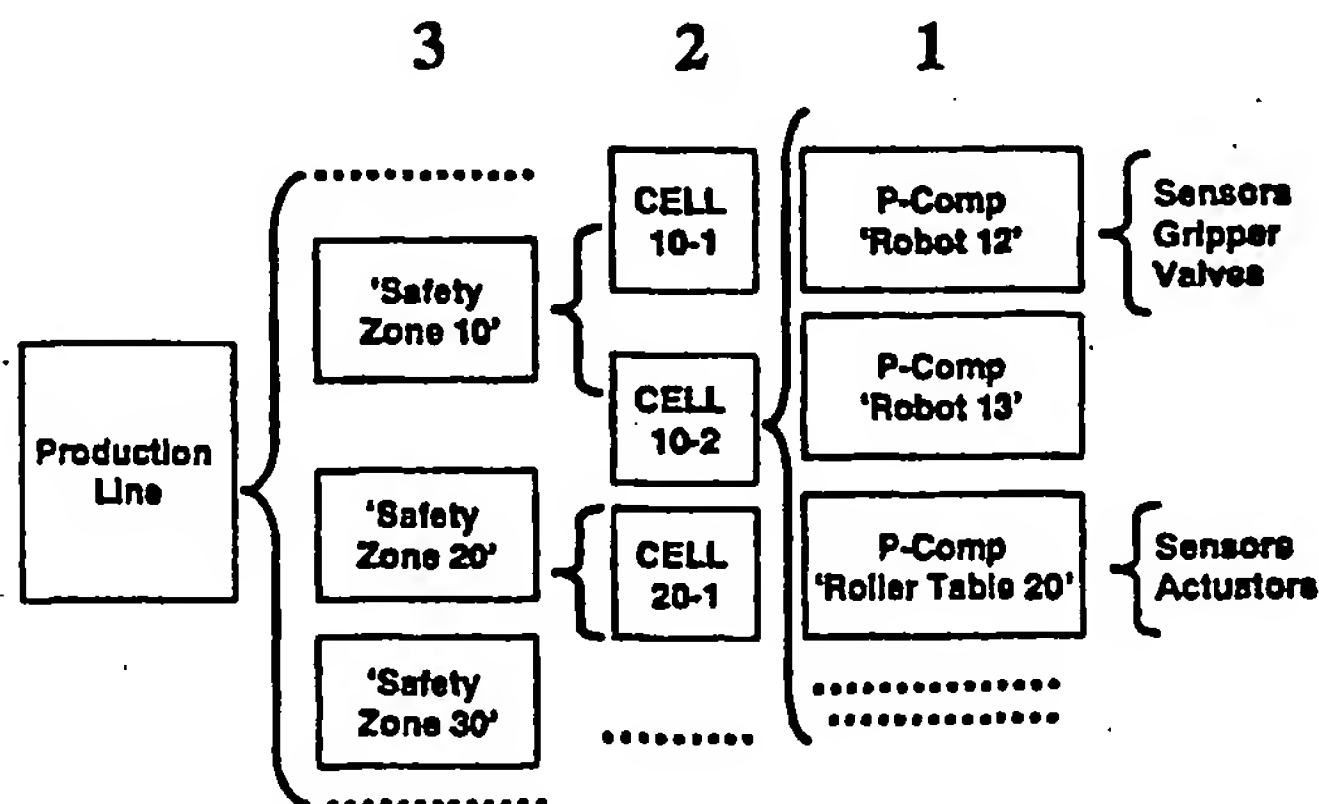 3 2 1
Production
Line
'Safety
Zone 10'
'Safety
Zone 20'
'Safety
Zone 30'
CELL
10-1
CELL
10-2
CELL
20-1
P-Comp
'Robot 12'
P-Comp
'Robot 13'
P-Comp
'Roller Table 20'
Sensors
Gripper
Valves
Sensors
Actuators